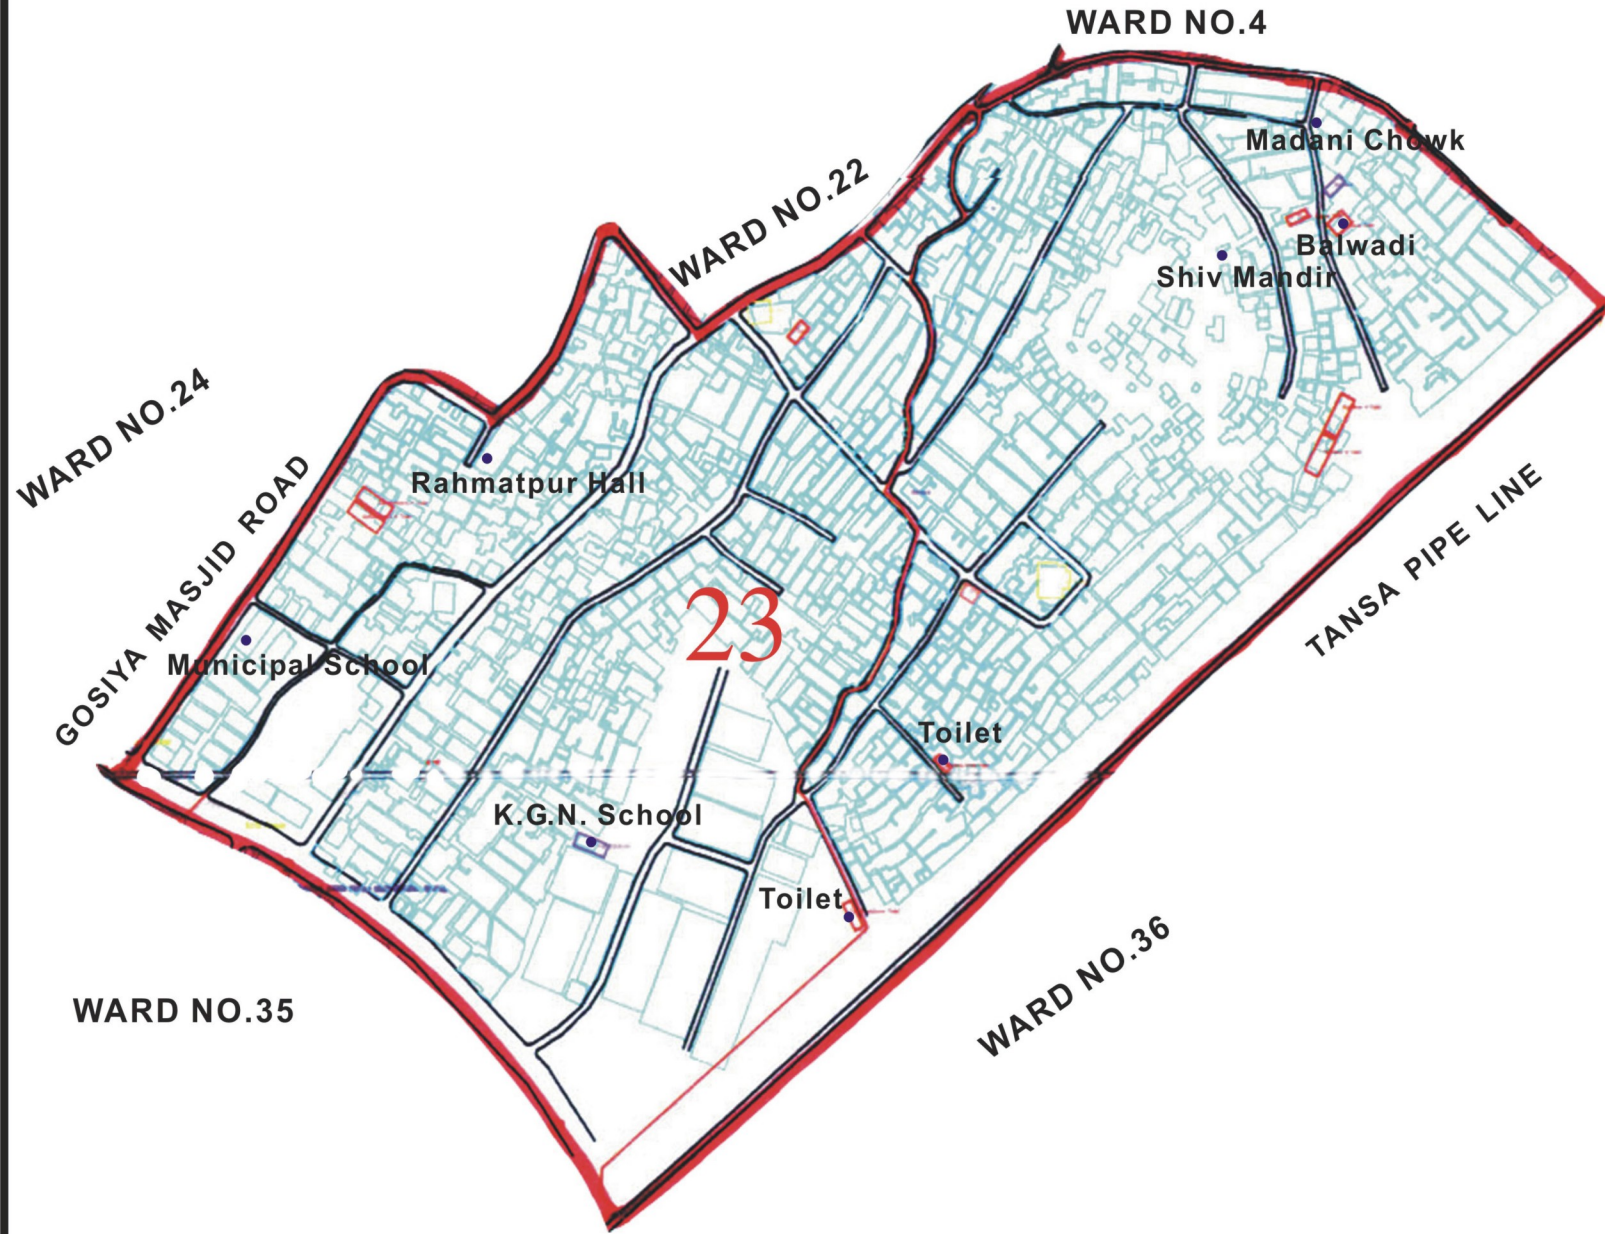 WARD NO.4
Madani Chowk
WARD NO.22
Balwadi
Shiv Mandir
WARD NO.24
Rahmatpur Hall
GOSIYA MASJID ROAD
TANSA PIPE LINE
23
Municipal School
Toilet
K.G.N. School
Toilet
WARD NO.36
WARD NO.35